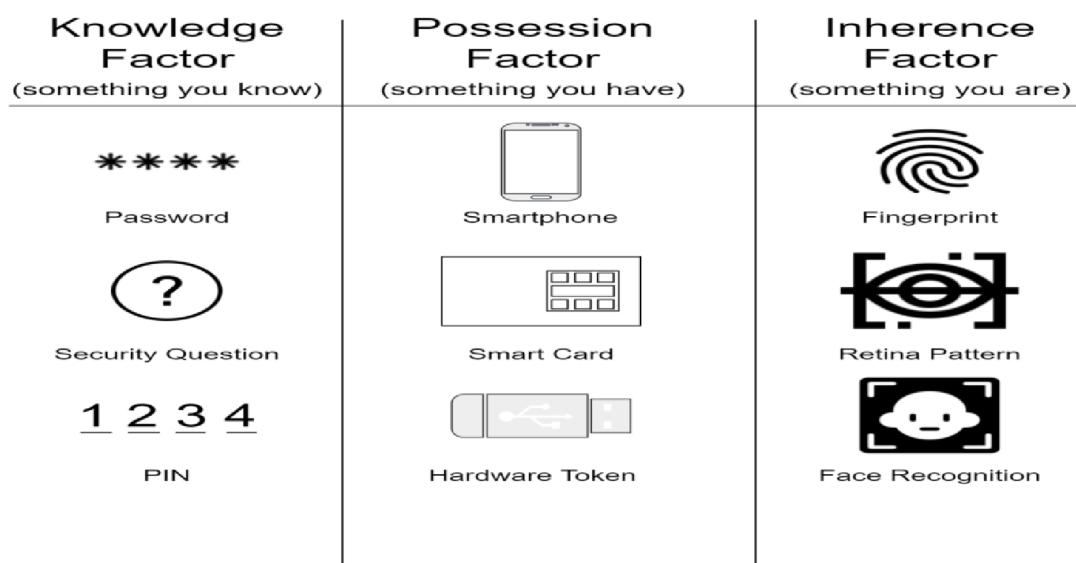 Knowledge
Factor
(something you know)
Possession
Factor
(something you have)
Inherence
Factor
(something you are)
****
Password
Smartphone
Fingerprint
?
Security Question
Smart Card
Retina Pattern
1 2 3 4
PIN
Hardware Token
Face Recognition